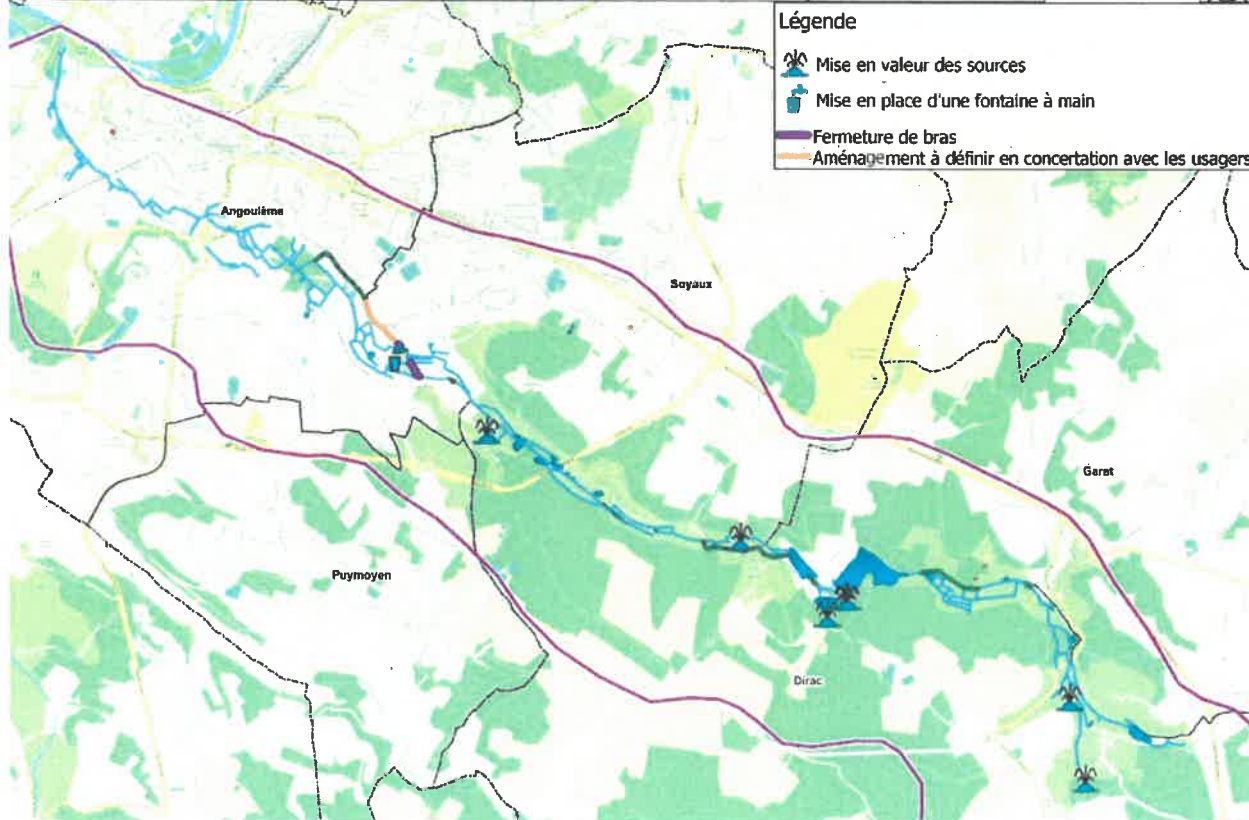 Légende
Mise en valeur des sources
Mise en place d'une fontaine à main
Fermeture de bras
Aménagement à définir en concertation avec les usagers
Angoulême
Soyaux
Garat
Puymoyen
Dirac